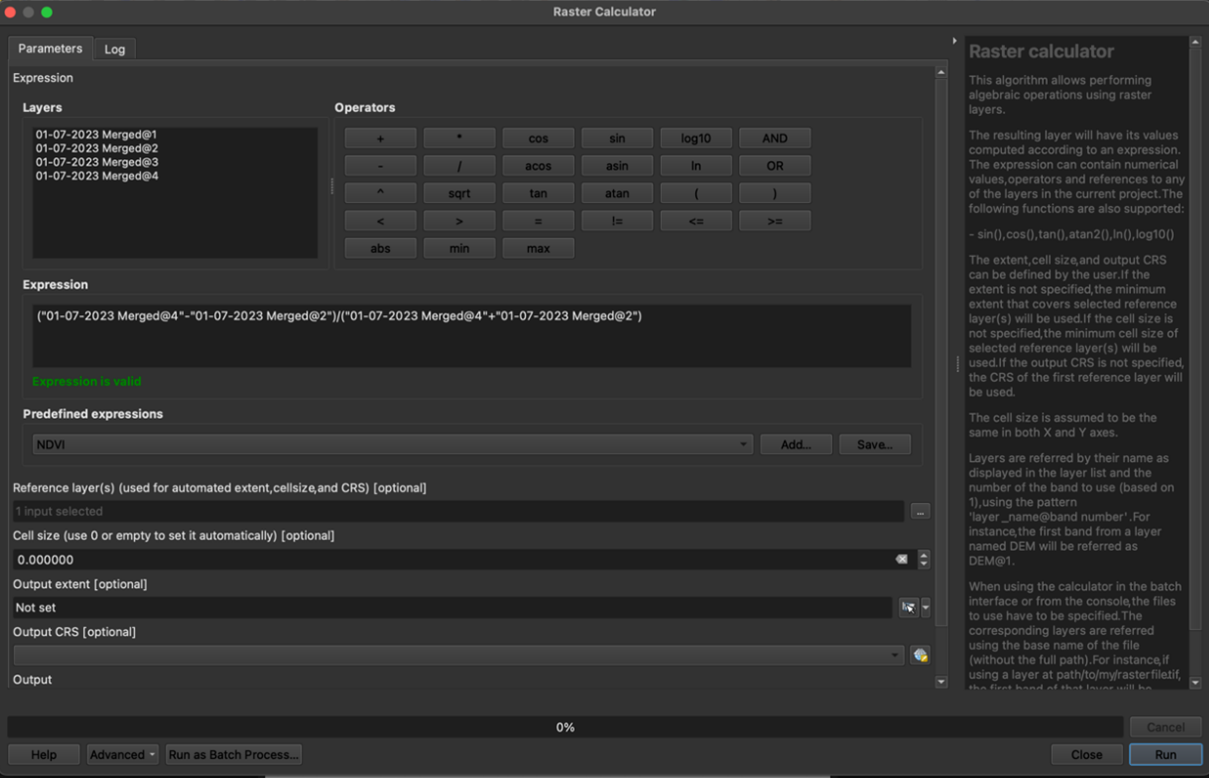 Raster Calculator
Parameters
Log
Expression
Layers
01-07-2023 Merged@1
01-07-2023 Merged@2
01-07-2023 Merged@3
01-07-2023 Merged@4
Operators
+ * cos sin log10 AND
- / acos asin ln OR
^ sqrt tan atan ( )
< > = != <= >=
abs min max
Expression
("01-07-2023 Merged@4"-"01-07-2023 Merged@2")/("01-07-2023 Merged@4"+"01-07-2023 Merged@2")
Expression is valid
Predefined expressions
NDVI
Add...
Save...
Reference layer(s) (used for automated extent,cellsize,and CRS) [optional]
1 input selected
...
Cell size (use 0 or empty to set it automatically) [optional]
0.000000
Output extent [optional]
Not set
Output CRS [optional]
Output
0%
Cancel
Help
Advanced
Run as Batch Process...
Close
Run
Raster calculator
This algorithm allows performing
algebraic operations using raster
layers.
The resulting layer will have its values
computed according to an expression.
The expression can contain numerical
values,operators and references to any
of the layers in the current project.The
following functions are also supported:
- sin(),cos(),tan(),atan2(),ln(),log10()
The extent,cell size,and output CRS
can be defined by the user.If the
extent is not specified,the minimum
extent that covers selected reference
layer(s) will be used.If the cell size is
not specified,the minimum cell size of
selected reference layer(s) will be
used.If the output CRS is not specified,
the CRS of the first reference layer will
be used.
The cell size is assumed to be the
same in both X and Y axes.
Layers are referred by their name as
displayed in the layer list and the
number of the band to use (based on
1),using the pattern
'layer_name@band number'.For
instance,the first band from a layer
named DEM will be referred as
DEM@1.
When using the calculator in the batch
interface or from the console,the files
to use have to be specified.The
corresponding layers are referred
using the base name of the file
(without the full path).For instance,if
using a layer at path/to/my/rasterfile.tif,
the first band of that layer will be